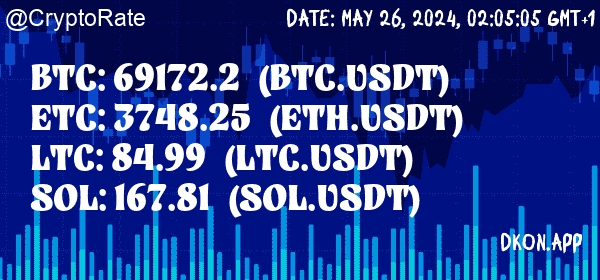 @CryptoRate
DATE: MAY 26, 2024, 02:05:05 GMT+1
BTC: 69172.2 (BTC.USDT)
ETC: 3748.25 (ETH.USDT)
LTC: 84.99 (LTC.USDT)
SOL: 167.81 (SOL.USDT)
DKON.APP